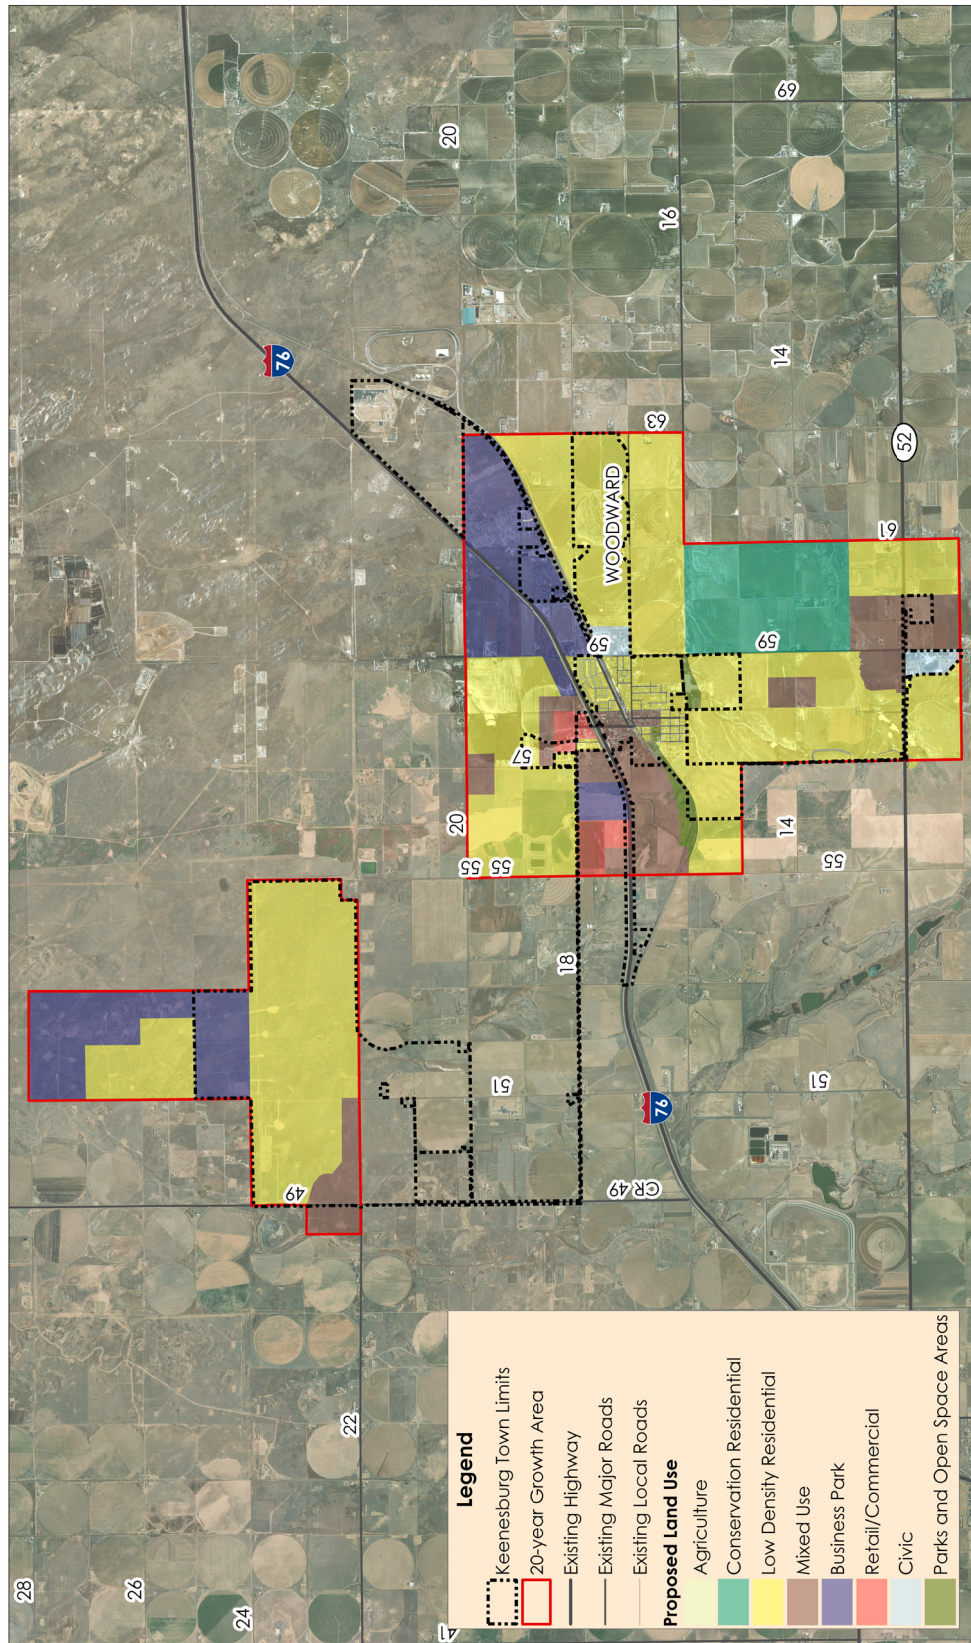 Legend
Keenesburg Town Limits
20-year Growth Area
Existing Highway
Existing Major Roads
Existing Local Roads
Proposed Land Use
Agriculture
Conservation Residential
Low Density Residential
Mixed Use
Business Park
Retail/Commercial
Civic
Parks and Open Space Areas
28
26
24
41
22
49
CR 49
76
51
51
18
20
55
55
55
14
57
59
59
WOODWARD
63
61
52
76
14
16
20
69